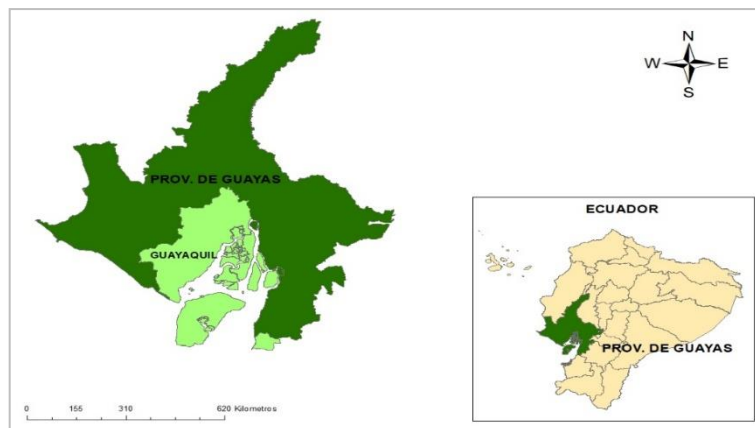 N
W E
S
PROV. DE GUAYAS
GUAYAQUIL
ECUADOR
PROV. DE GUAYAS
0 155 310 620 Kilometres